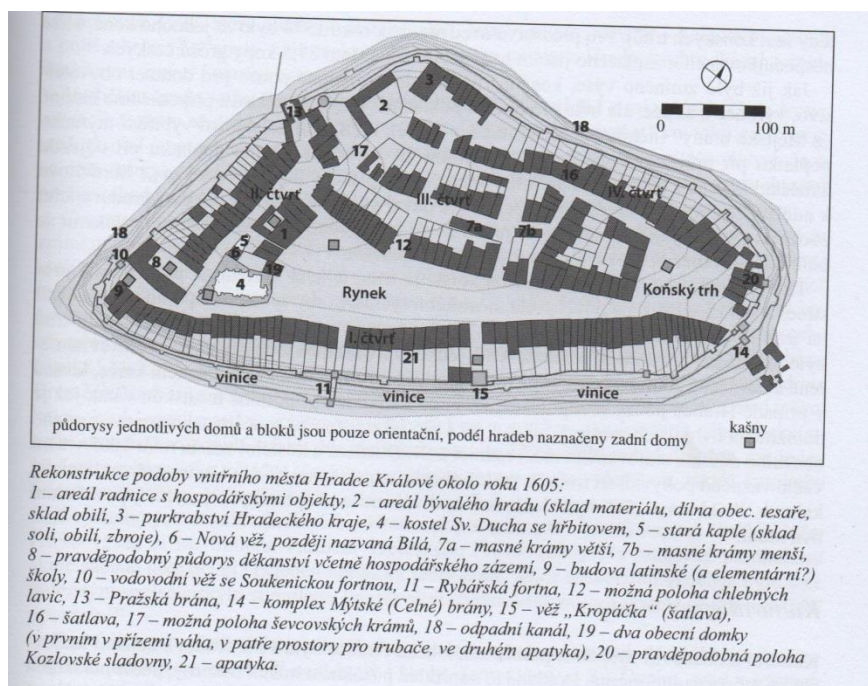 0 100 m
3
2
18
13
17
16
II. čtvrť
III. čtvrť
IV. čtvrť
1
7a
7b
18
5
6
12
10
8
19
4
Rynek
Koňský trh
20
9
I. čtvrť
21
14
vinice
11
vinice
15
vinice
půdorysy jednotlivých domů a bloků jsou pouze orientační, podél hradeb naznačeny zadní domy
kašny
Rekonstrukce podoby vnitřního města Hradce Králové okolo roku 1605:
1 – areál radnice s hospodářskými objekty, 2 – areál bývalého hradu (sklad materiálu, dílna obec. tesaře,
sklad obilí, 3 – purkrabství Hradeckého kraje, 4 – kostel Sv. Ducha se hřbitovem, 5 – stará kaple (sklad
soli, obilí, zbroje), 6 – Nová věž, později nazvaná Bílá, 7a – masné krámy větší, 7b – masné krámy menší,
8 – pravděpodobný půdorys děkanství včetně hospodářského zázemí, 9 – budova latinské (a elementární?)
školy, 10 – vodovodní věž se Soukenickou fortnou, 11 – Rybářská fortna, 12 – možná poloha chlebných
lavic, 13 – Pražská brána, 14 – komplex Mýtské (Celné) brány, 15 – věž „Kropáčka“ (šatlava),
16 – šatlava, 17 – možná poloha ševcovských krámů, 18 – odpadní kanál, 19 – dva obecní domky
(v prvním v přízemí váha, v patře prostory pro trubače, ve druhém apatyka), 20 – pravděpodobná poloha
Kozlovské sladovny, 21 – apatyka.